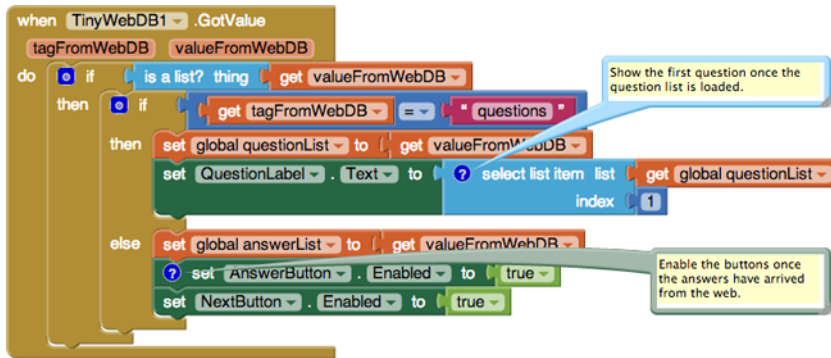 when TinyWebDB1 .GotValue
tagFromWebDB valueFromWebDB
do if is a list? thing get valueFromWebDB
then if get tagFromWebDB = " questions "
then set global questionList to get valueFromWebDB
set QuestionLabel . Text to ? select list item list get global questionList
index 1
else set global answerList to get valueFromWebDB
? set AnswerButton . Enabled to true
set NextButton . Enabled to true
Show the first question once the
question list is loaded.
Enable the buttons once
the answers have arrived
from the web.